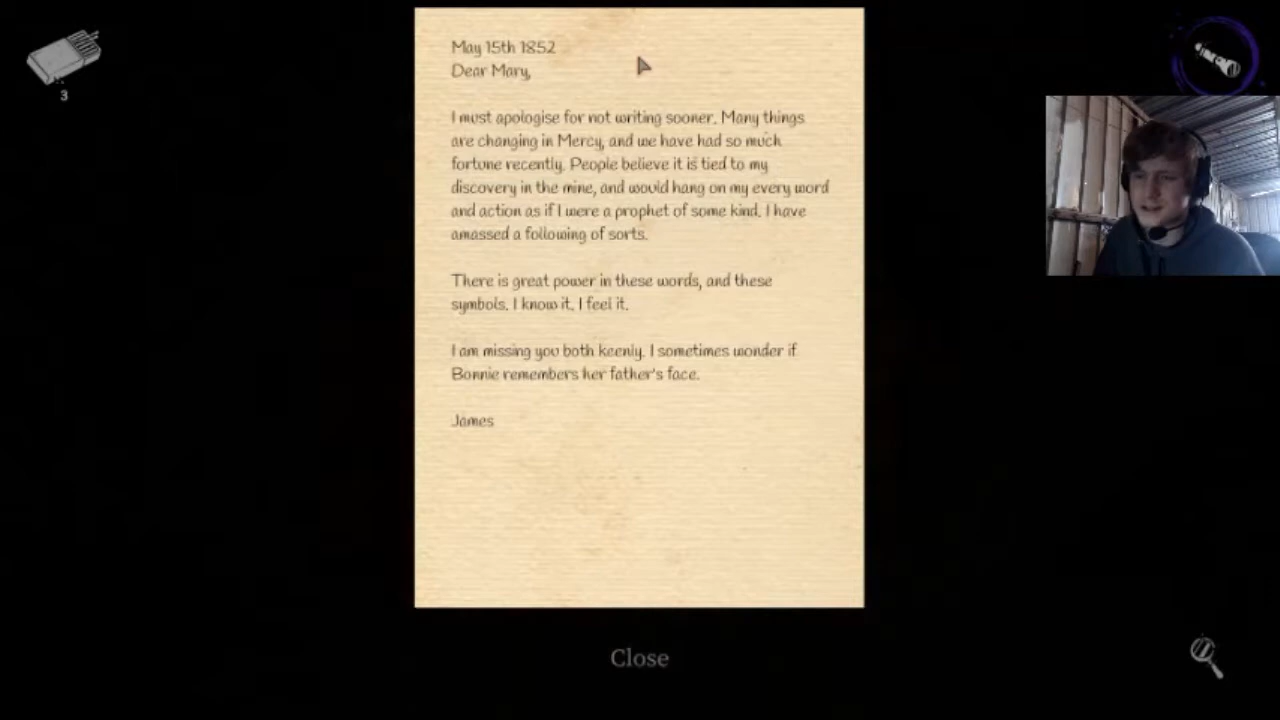 May 15th 1852
Dear Mary,
I must apologise for not writing sooner. Many things
are changing in Mercy, and we have had so much
fortune recently. People believe it is tied to my
discovery in the mine, and would hang on my every word
and action as if I were a prophet of some kind. I have
amassed a following of sorts.
There is great power in these words, and these
symbols. I know it. I feel it.
I am missing you both keenly. I sometimes wonder if
Bonnie remembers her father's face.
James
3
Close